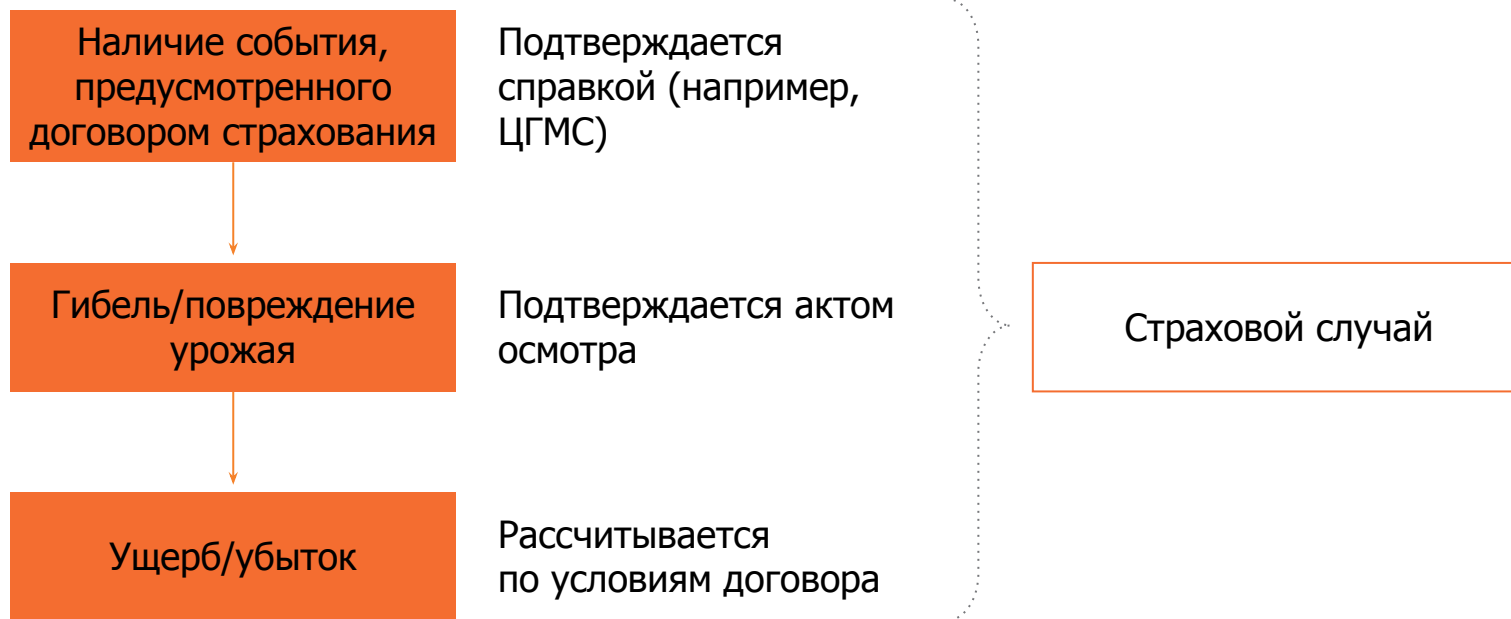 Наличие события,
предусмотренного
договором страхования
Подтверждается
справкой (например,
ЦГМС)
Гибель/повреждение
урожая
Подтверждается актом
осмотра
Страховой случай
Ущерб/убыток
Рассчитывается
по условиям договора